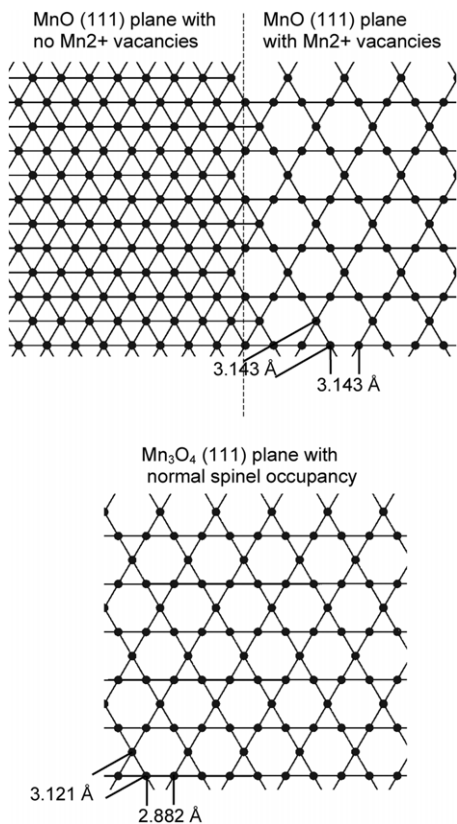 MnO (111) plane with
no Mn2+ vacancies
MnO (111) plane
with Mn2+ vacancies
3.143 Å
3.143 Å
Mn₃O₄ (111) plane with
normal spinel occupancy
3.121 Å
2.882 Å